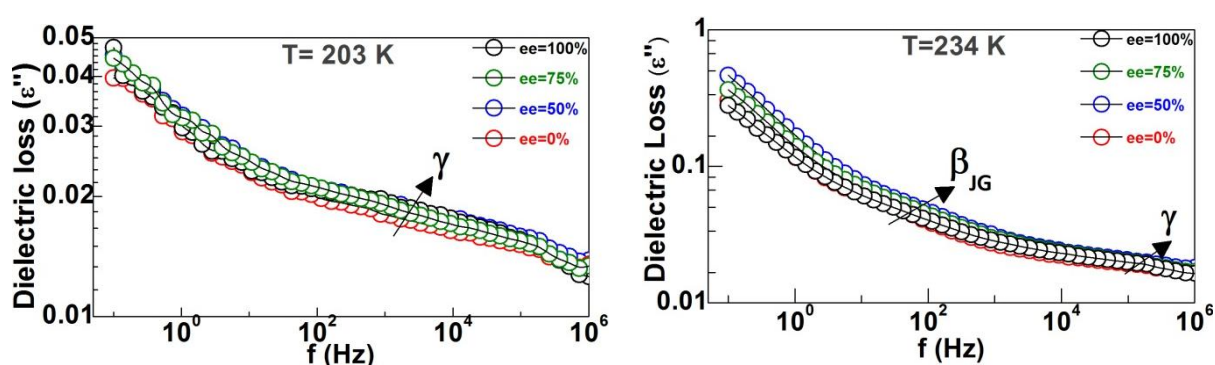 Dielectric loss (ε")
0.05
0.04
0.03
0.02
0.01
T= 203 K
ee=100%
ee=75%
ee=50%
ee=0%
γ
10^0
10^2
10^4
10^6
f (Hz)
Dielectric Loss (ε")
1
0.1
0.01
T=234 K
ee=100%
ee=75%
ee=50%
ee=0%
β_JG
γ
10^0
10^2
10^4
10^6
f (Hz)